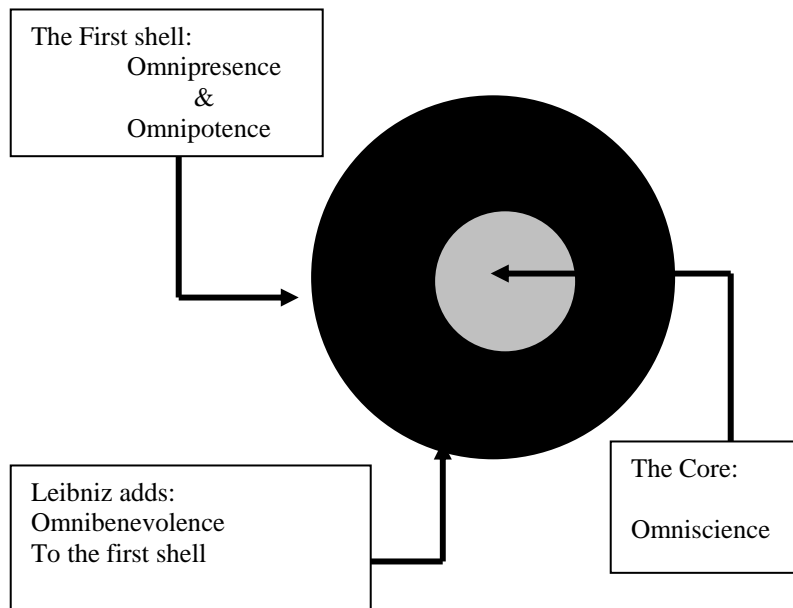 The First shell:
Omnipresence
&
Omnipotence
Leibniz adds:
Omnibenevolence
To the first shell
The Core:
Omniscience